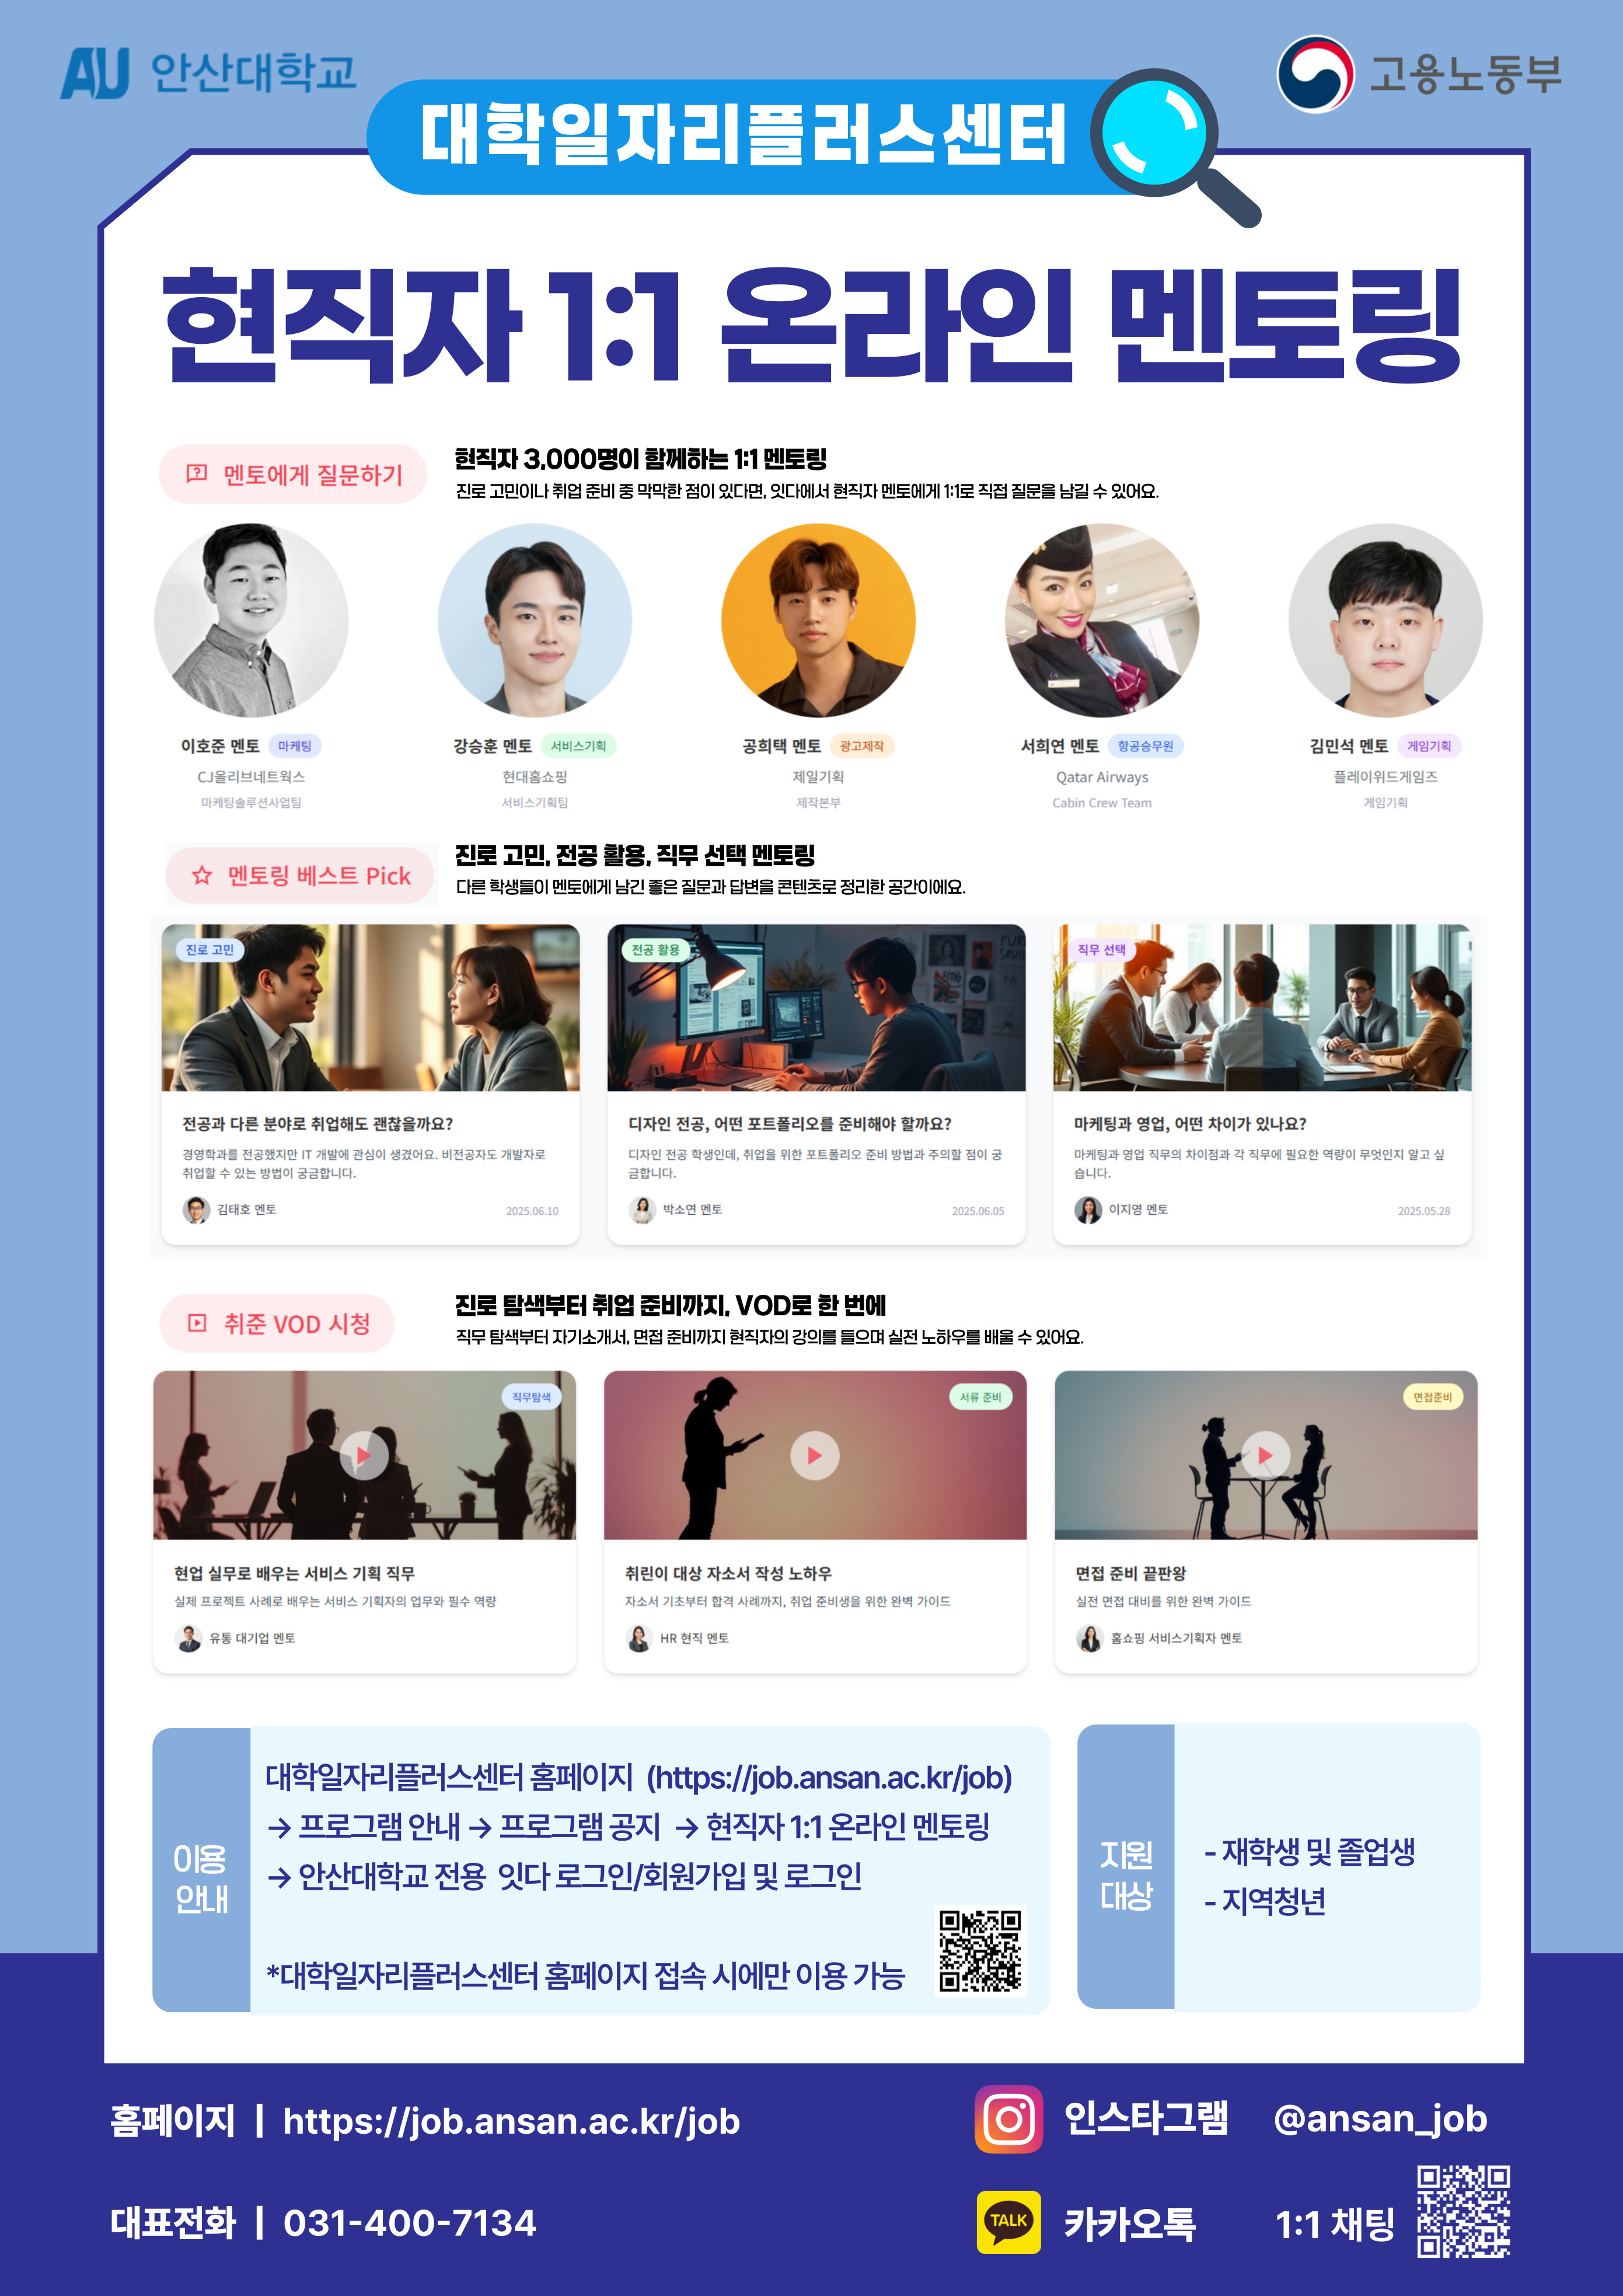 AU 안산대학교
고용노동부
대학일자리플러스센터
현직자 1:1 온라인 멘토링
멘토에게 질문하기
현직자 3,000명이 함께하는 1:1 멘토링
진로 고민이나 취업 준비 중 막막한 점이 있다면, 잇다에서 현직자 멘토에게 1:1로 직접 질문을 남길 수 있어요.
이호준 멘토 마케팅
CJ올리브네트웍스
마케팅솔루션사업팀
강승훈 멘토 서비스기획
현대홈쇼핑
서비스기획팀
공희택 멘토 광고제작
제일기획
제작본부
서희연 멘토 항공승무원
Qatar Airways
Cabin Crew Team
김민석 멘토 게임기획
플레이위드게임즈
게임기획
멘토링 베스트 Pick
진로 고민, 전공 활용, 직무 선택 멘토링
다른 학생들이 멘토에게 남긴 좋은 질문과 답변을 콘텐츠로 정리한 공간이에요.
진로 고민
전공과 다른 분야로 취업해도 괜찮을까요?
경영학과를 전공했지만 IT 개발에 관심이 생겼어요. 비전공자도 개발자로
취업할 수 있는 방법이 궁금합니다.
김태호 멘토 2025.06.10
전공 활용
디자인 전공, 어떤 포트폴리오를 준비해야 할까요?
디자인 전공 학생인데, 취업을 위한 포트폴리오 준비 방법과 주의할 점이 궁
금합니다.
박소연 멘토 2025.06.05
직무 선택
마케팅과 영업, 어떤 차이가 있나요?
마케팅과 영업 직무의 차이점과 각 직무에 필요한 역량이 무엇인지 알고 싶
습니다.
이지영 멘토 2025.05.28
취준 VOD 시청
진로 탐색부터 취업 준비까지, VOD로 한 번에
직무 탐색부터 자기소개서, 면접 준비까지 현직자의 강의를 들으며 실전 노하우를 배울 수 있어요.
직무탐색
현업 실무로 배우는 서비스 기획 직무
실제 프로젝트 사례로 배우는 서비스 기획자의 업무와 필수 역량
유통 대기업 멘토
서류 준비
취린이 대상 자소서 작성 노하우
자소서 기초부터 합격 사례까지, 취업 준비생을 위한 완벽 가이드
HR 현직 멘토
면접준비
면접 준비 끝판왕
실전 면접 대비를 위한 완벽 가이드
홈쇼핑 서비스기획자 멘토
이용
안내
대학일자리플러스센터 홈페이지 (https://job.ansan.ac.kr/job)
→ 프로그램 안내 → 프로그램 공지 → 현직자 1:1 온라인 멘토링
→ 안산대학교 전용 잇다 로그인/회원가입 및 로그인
*대학일자리플러스센터 홈페이지 접속 시에만 이용 가능
지원
대상
- 재학생 및 졸업생
- 지역청년
홈페이지 | https://job.ansan.ac.kr/job
대표전화 | 031-400-7134
인스타그램 @ansan_job
TALK 카카오톡 1:1 채팅